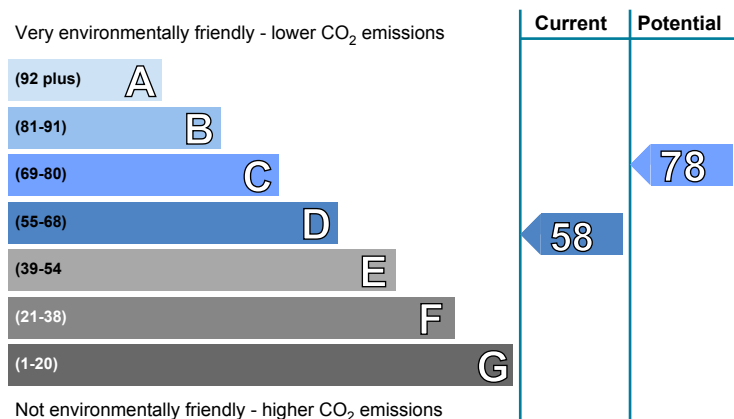 Very environmentally friendly - lower CO₂ emissions
Current
Potential
(92 plus) A
(81-91) B
(69-80) C
78
(55-68) D
58
(39-54 E
(21-38) F
(1-20) G
Not environmentally friendly - higher CO₂ emissions